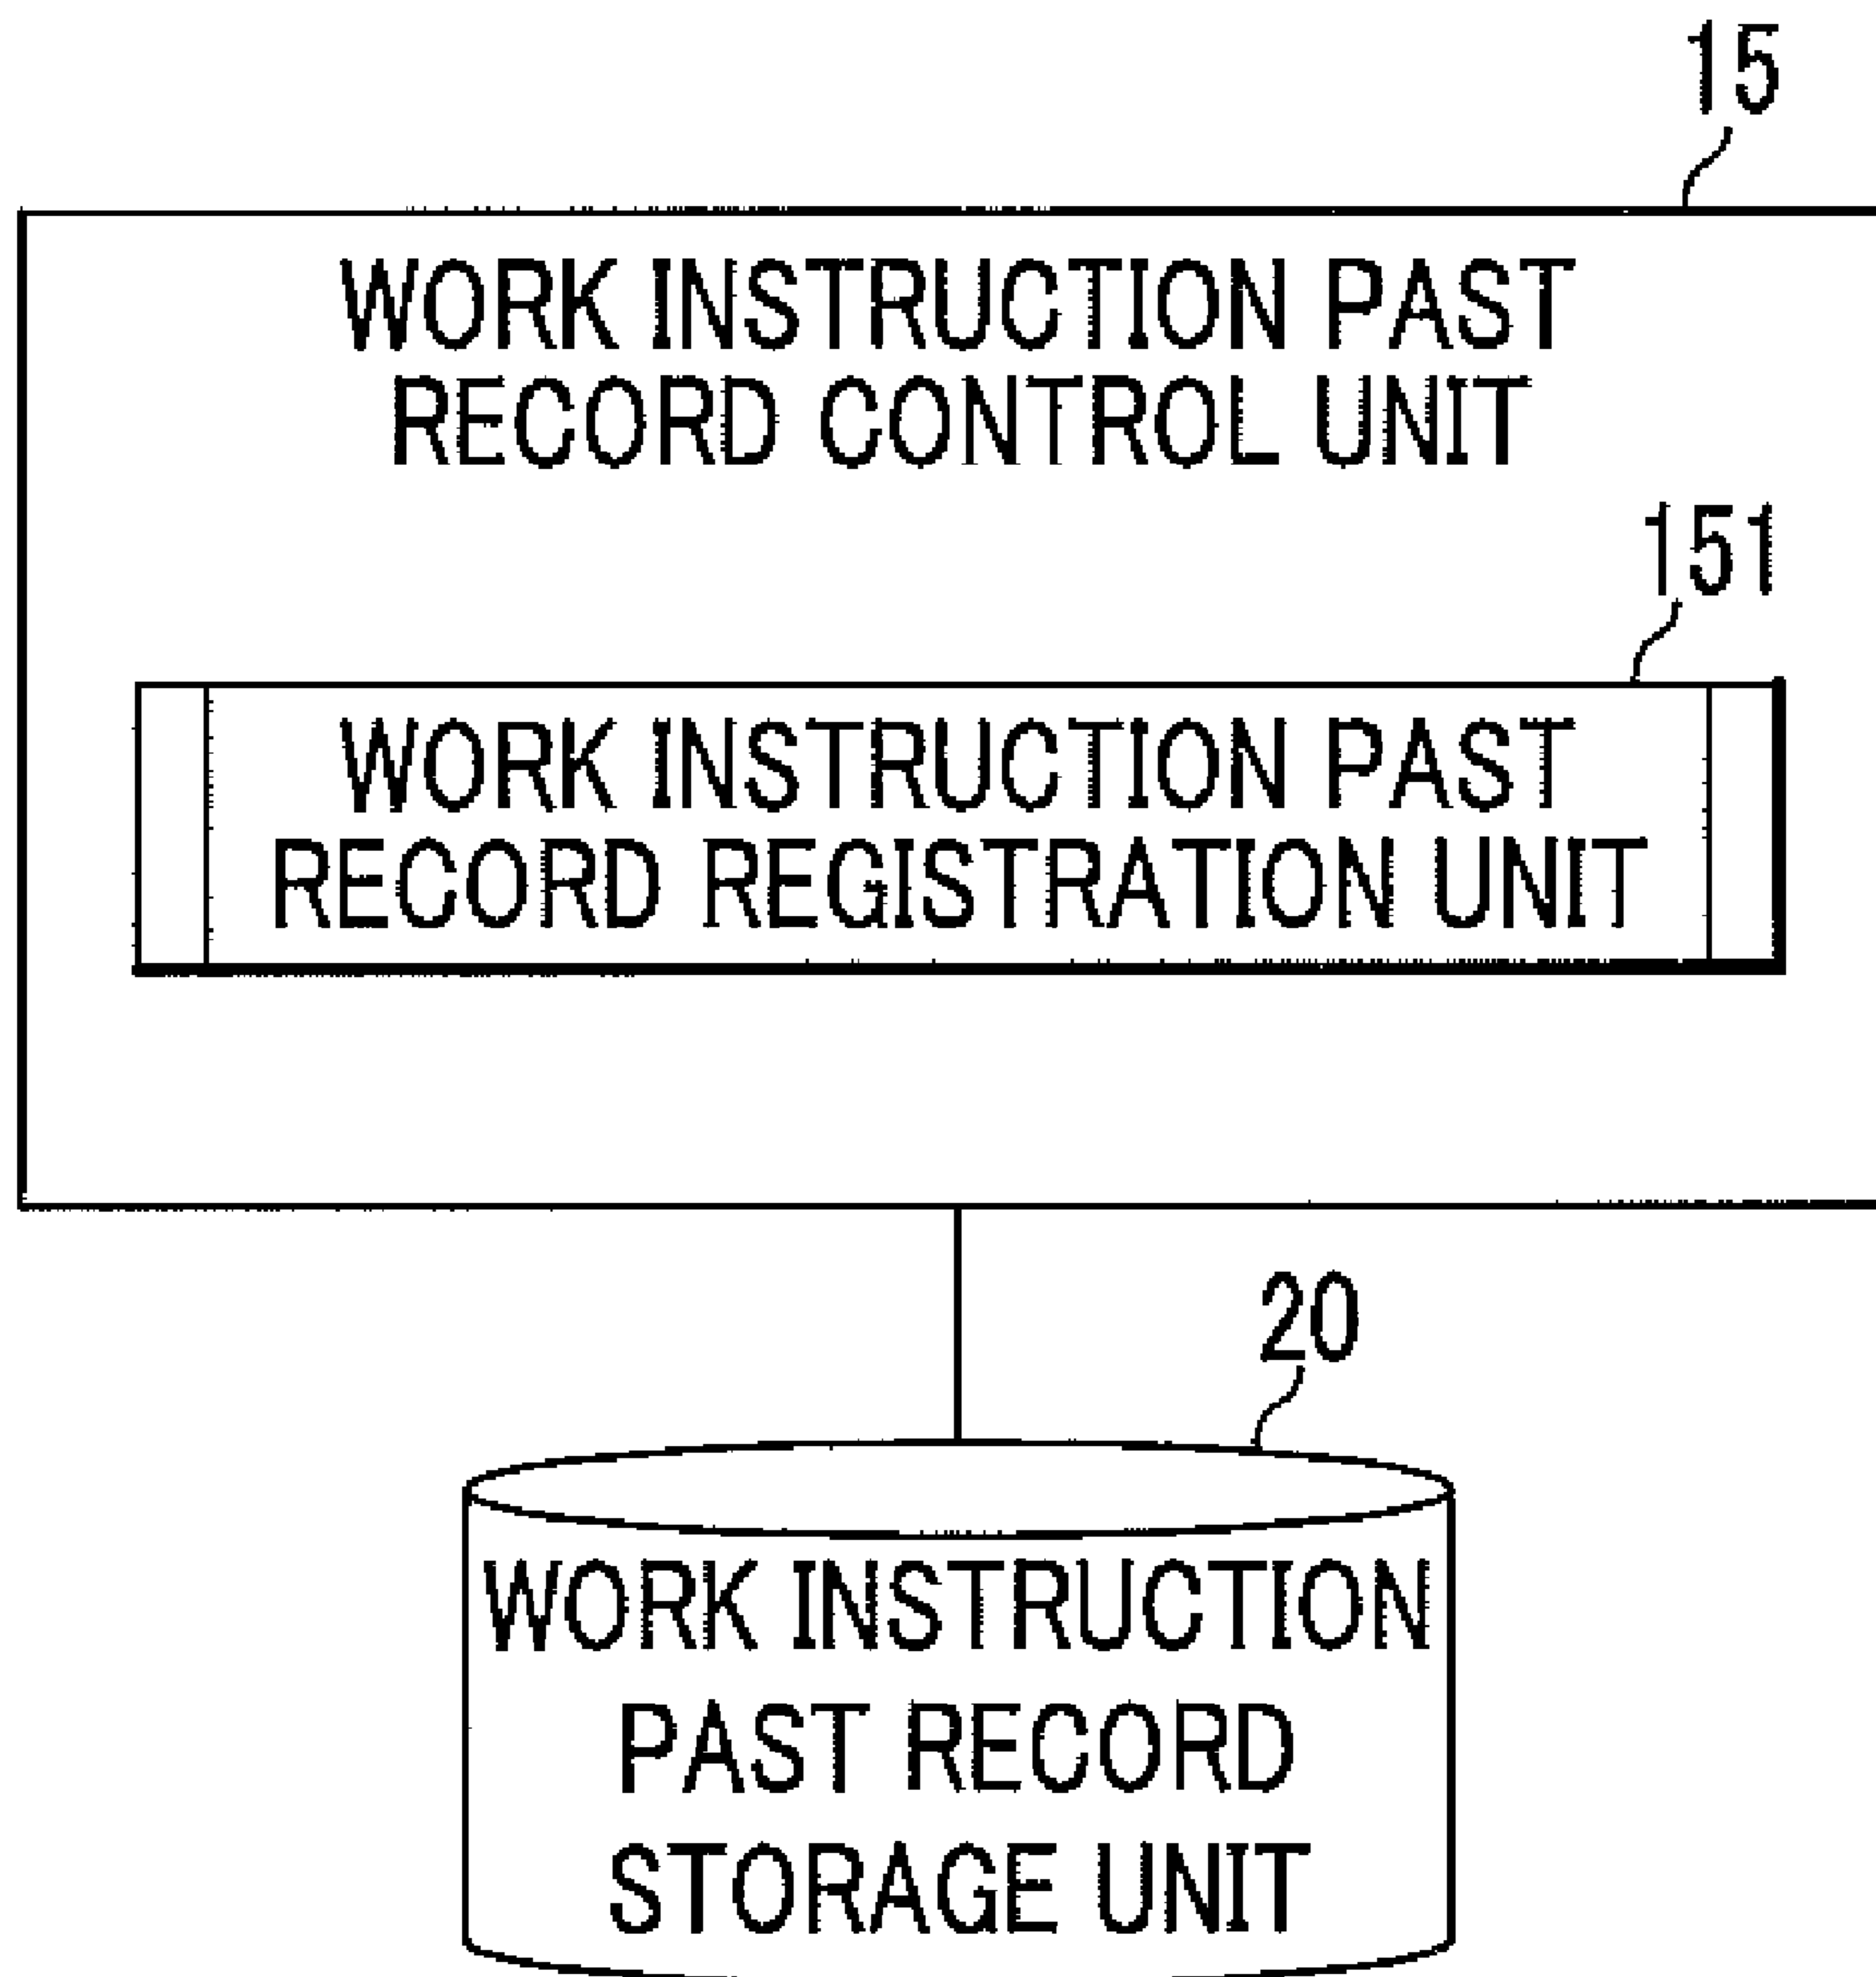 15
WORK INSTRUCTION PAST
RECORD CONTROL UNIT
151
WORK INSTRUCTION PAST
RECORD REGISTRATION UNIT
20
WORK INSTRUCTION
PAST RECORD
STORAGE UNIT